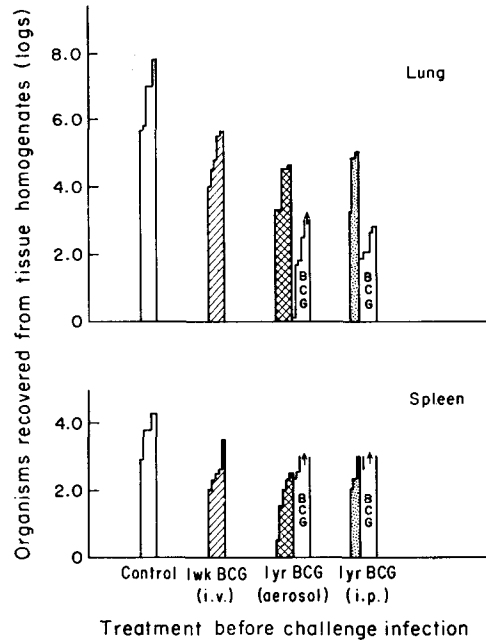 Organisms recovered from tissue homogenates (logs)
Lung
8.0
6.0
4.0
2.0
0
BCG
BCG
Spleen
4.0
2.0
0
BCG
BCG
Control
1wk BCG
(i.v.)
1yr BCG
(aerosol)
1yr BCG
(i.p.)
Treatment before challenge infection